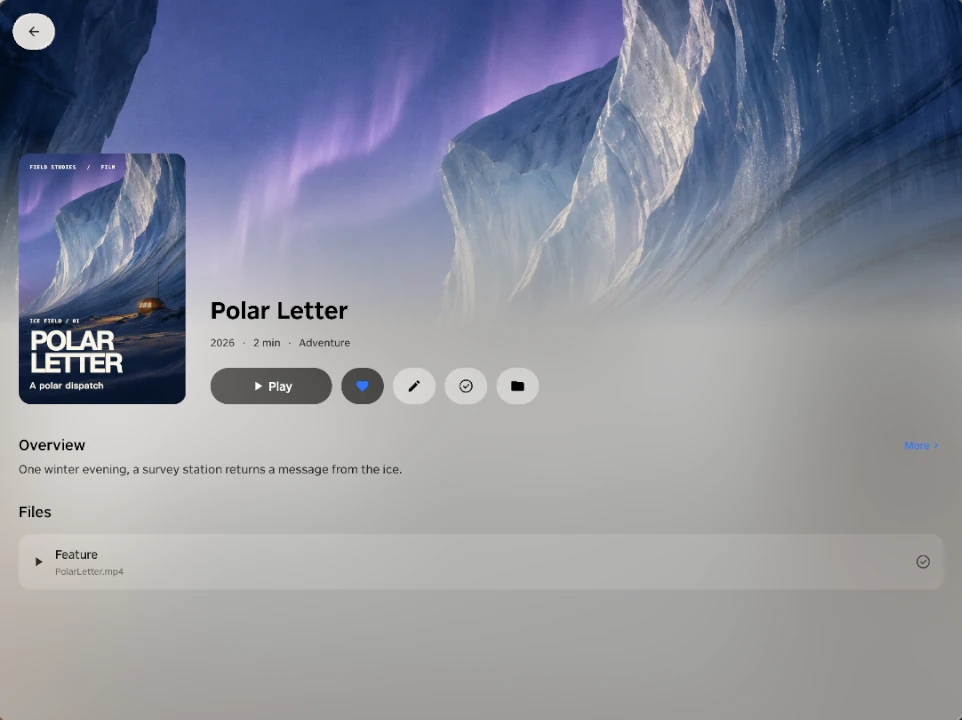 FIELD STUDIES / FILM
ICE FIELD / 01
POLAR
LETTER
A polar dispatch
Polar Letter
2026 · 2 min · Adventure
Play
Overview
More ›
One winter evening, a survey station returns a message from the ice.
Files
Feature
PolarLetter.mp4